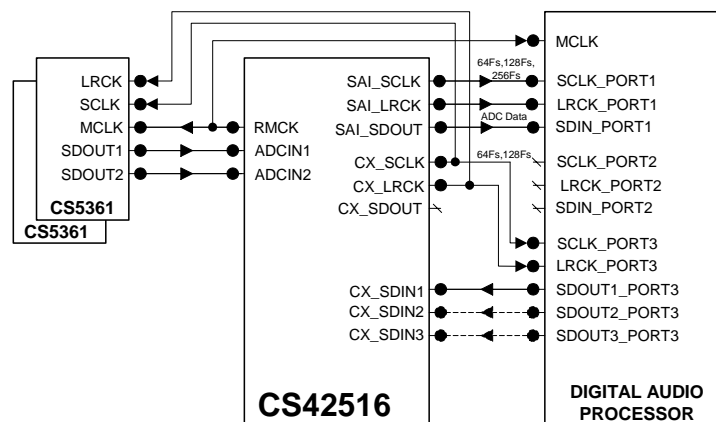 LRCK
SCLK
MCLK
SDOUT1
SDOUT2
CS5361
CS5361
RMCK
ADCIN1
ADCIN2
SAI_SCLK
SAI_LRCK
SAI_SDOUT
CX_SCLK
CX_LRCK
CX_SDOUT
CX_SDIN1
CX_SDIN2
CX_SDIN3
CS42516
64Fs,128Fs,
256Fs
ADC Data
64Fs,128Fs
MCLK
SCLK_PORT1
LRCK_PORT1
SDIN_PORT1
SCLK_PORT2
LRCK_PORT2
SDIN_PORT2
SCLK_PORT3
LRCK_PORT3
SDOUT1_PORT3
SDOUT2_PORT3
SDOUT3_PORT3
DIGITAL AUDIO
PROCESSOR